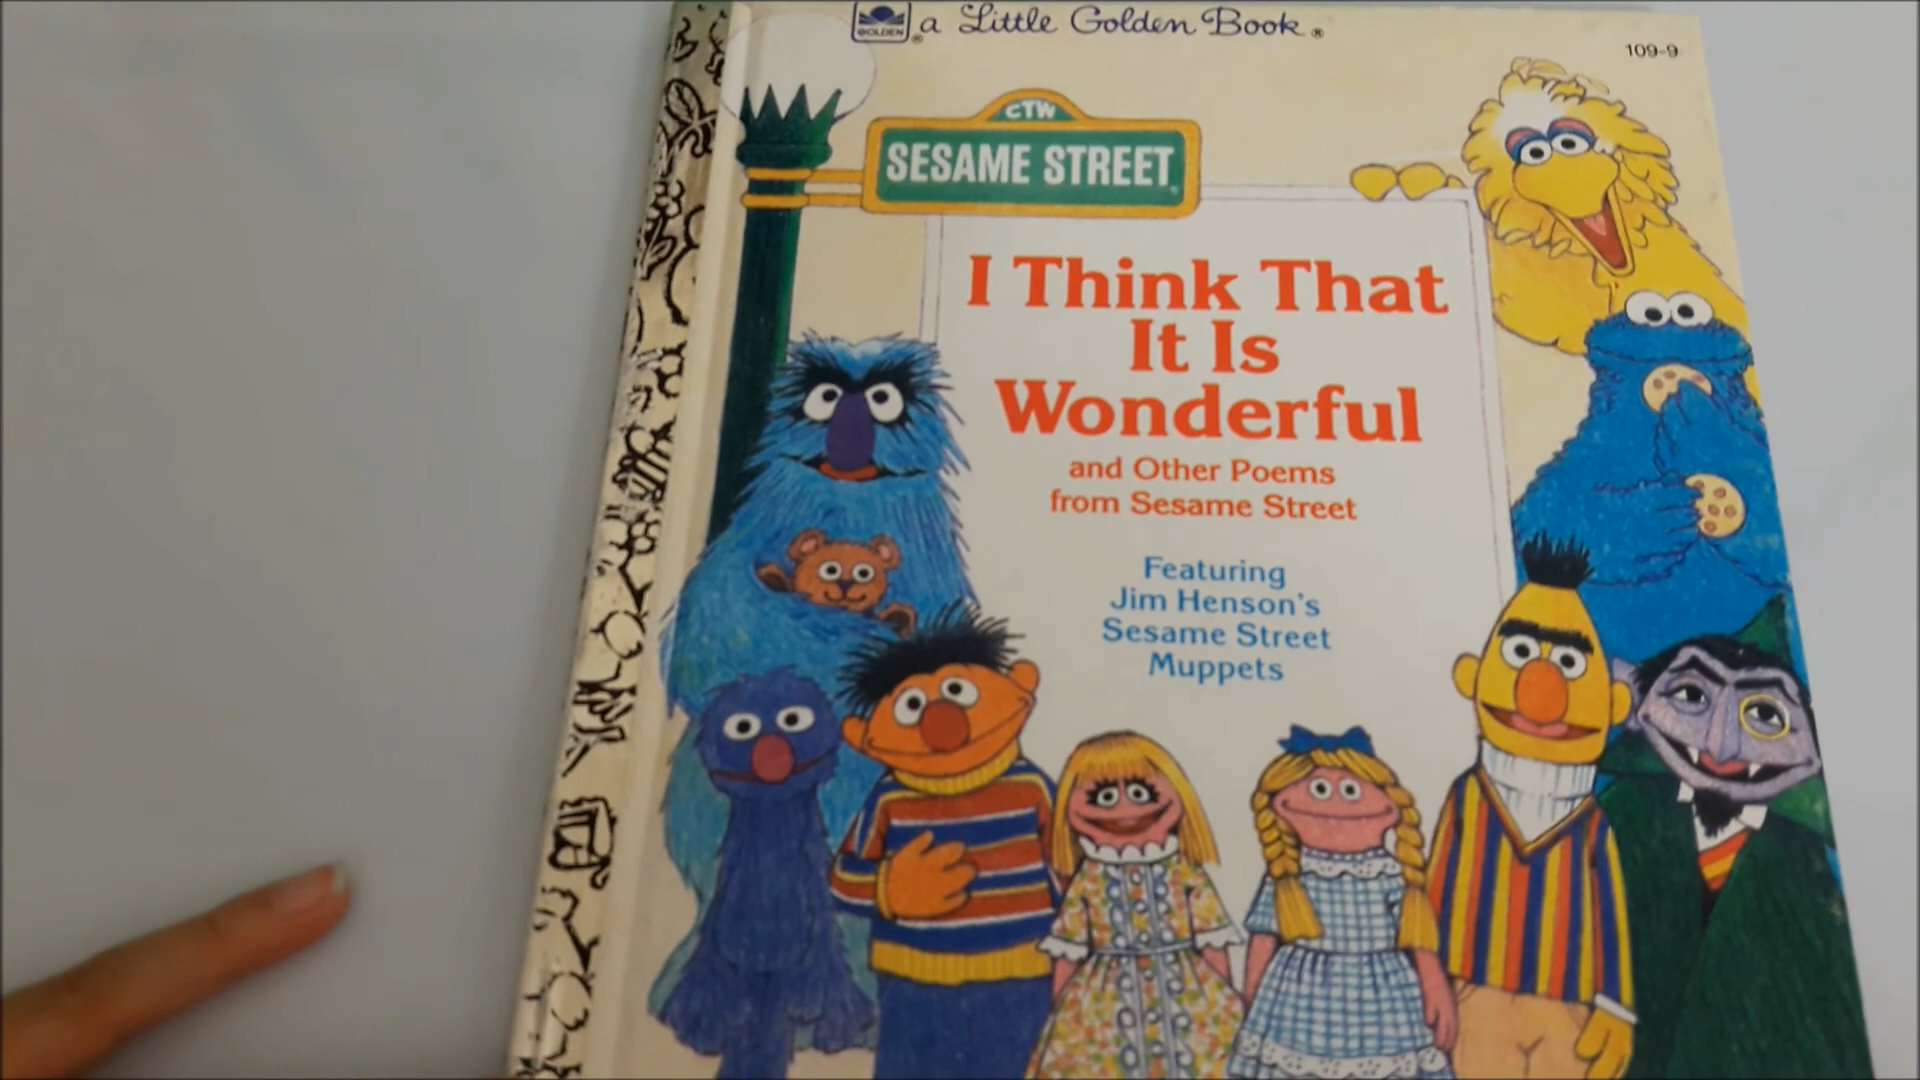 GOLDEN
® a Little Golden Book ®
109-9
CTW
SESAME STREET®
I Think That
It Is
Wonderful
and Other Poems
from Sesame Street
Featuring
Jim Henson's
Sesame Street
Muppets